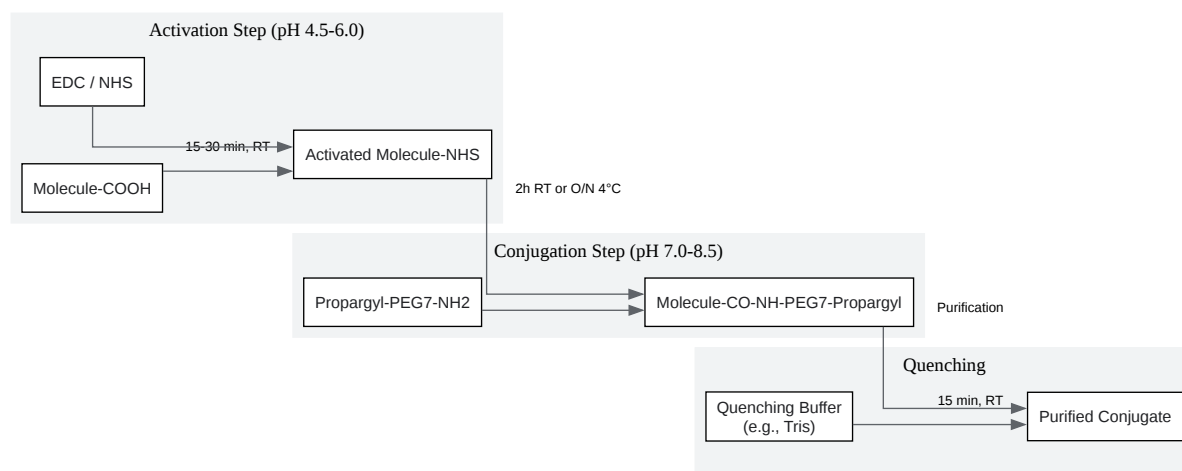 Activation Step (pH 4.5-6.0)
EDC / NHS
15-30 min, RT
Activated Molecule-NHS
Molecule-COOH
2h RT or O/N 4°C
Conjugation Step (pH 7.0-8.5)
Propargyl-PEG7-NH2
Molecule-CO-NH-PEG7-Propargyl
Purification
Quenching
Quenching Buffer
(e.g., Tris)
15 min, RT
Purified Conjugate